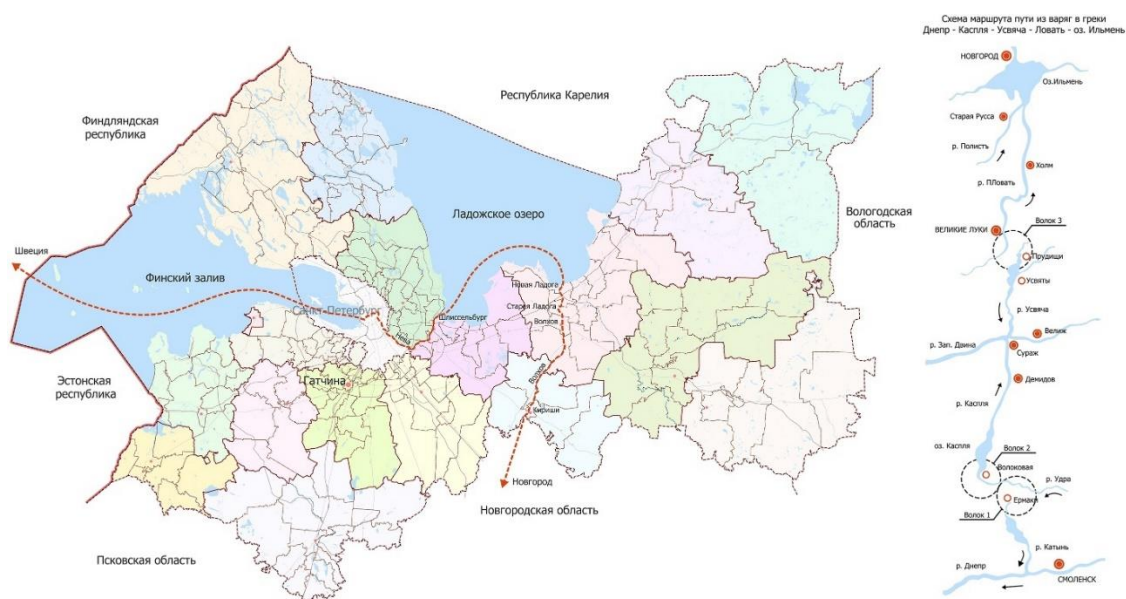 Финляндская
республика
Республика Карелия
Ладожское озеро
Вологодская
область
Швеция
Финский залив
Санкт-Петербург
Нева
Шлиссельбург
Новая Ладога
Старая Ладога
Волхов
Волхов
Кириши
Гатчина
Эстонская
республика
Новгород
Новгородская область
Псковская область
Схема маршрута пути из варяг в греки
Днепр - Каспля - Усвяча - Ловать - оз. Ильмень
НОВГОРОД
Оз.Ильмень
Старая Русса
р. Полисть
Холм
р. ПЛовать
ВЕЛИКИЕ ЛУКИ
Волок 3
Прудищи
Усвяты
р. Усвяча
Велиж
р. Зап. Двина
Сураж
Демидов
р. Каспля
оз. Каспля
Волок 2
Волоковая
р. Удра
Ермаки
Волок 1
р. Катынь
р. Днепр
СМОЛЕНСК